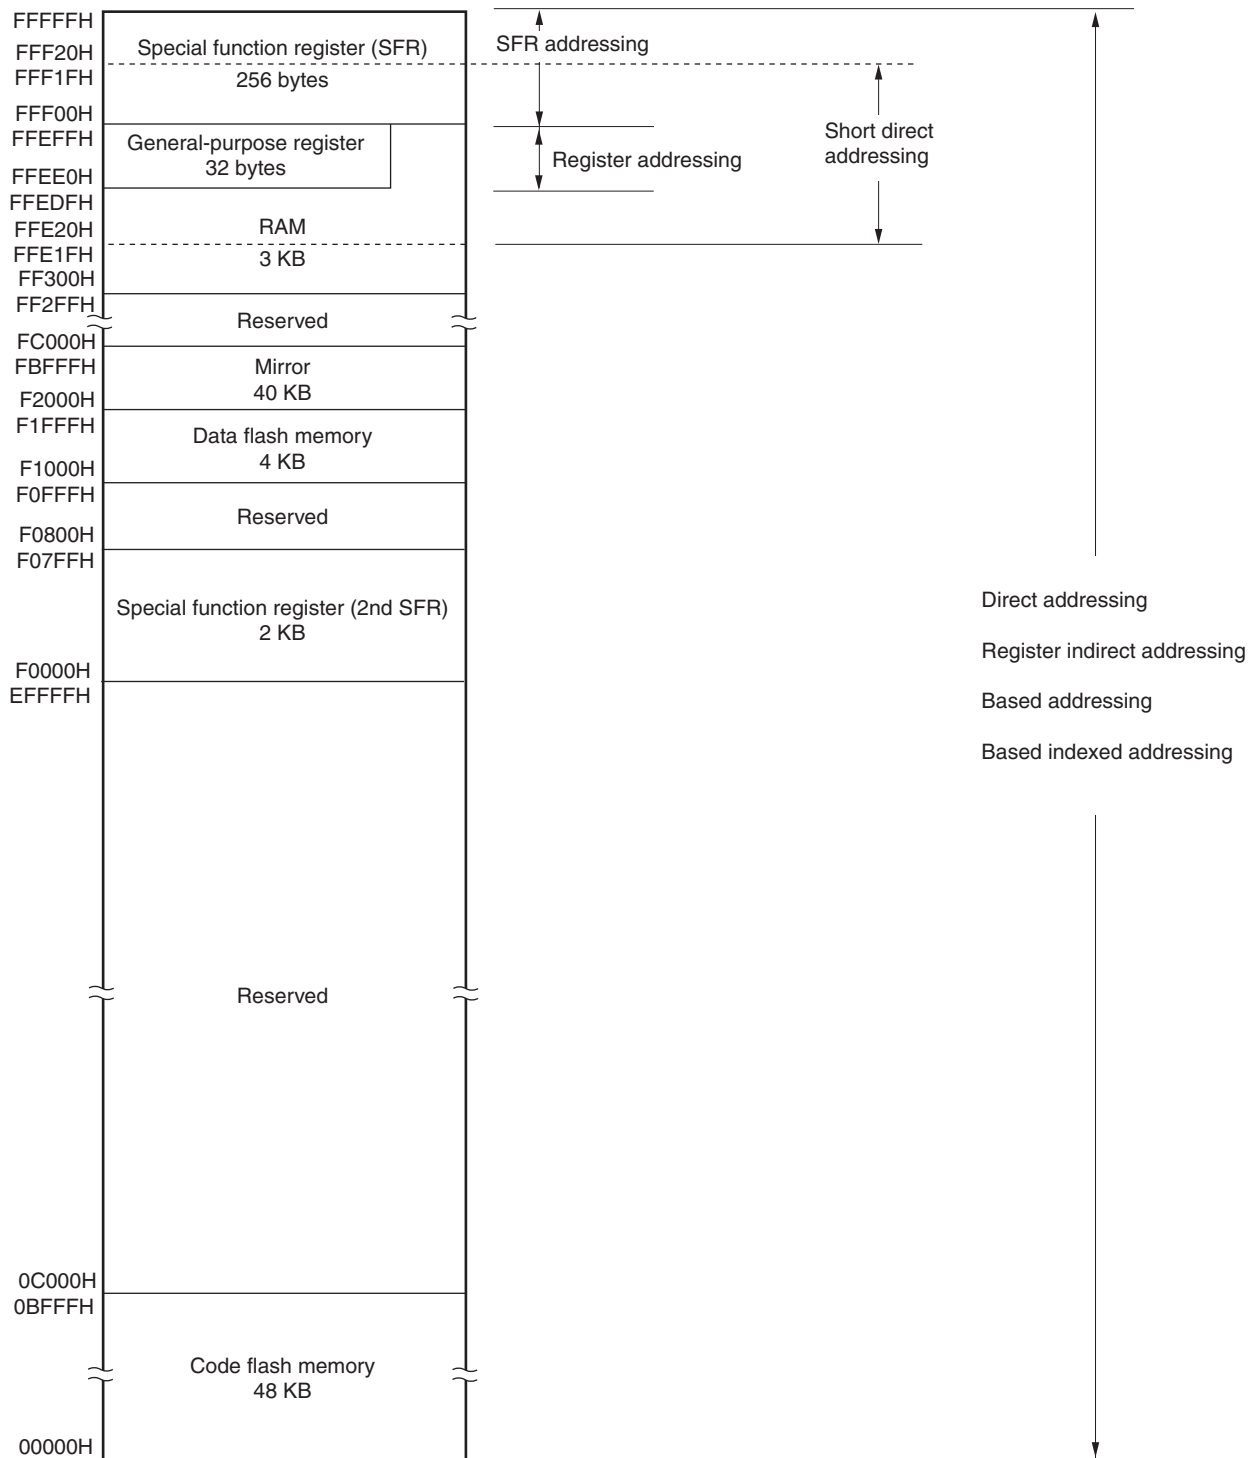 FFFFFH
FFF20H
FFF1FH
FFF00H
FFEFFH
FFEE0H
FFEDFH
FFE20H
FFE1FH
FF300H
FF2FFH
FC000H
FBFFFH
F2000H
F1FFFH
F1000H
F0FFFH
F0800H
F07FFH
F0000H
EFFFFH
0C000H
0BFFFH
00000H
Special function register (SFR)
256 bytes
General-purpose register
32 bytes
RAM
3 KB
Reserved
Mirror
40 KB
Data flash memory
4 KB
Reserved
Special function register (2nd SFR)
2 KB
Reserved
Code flash memory
48 KB
SFR addressing
Register addressing
Short direct
addressing
Direct addressing
Register indirect addressing
Based addressing
Based indexed addressing